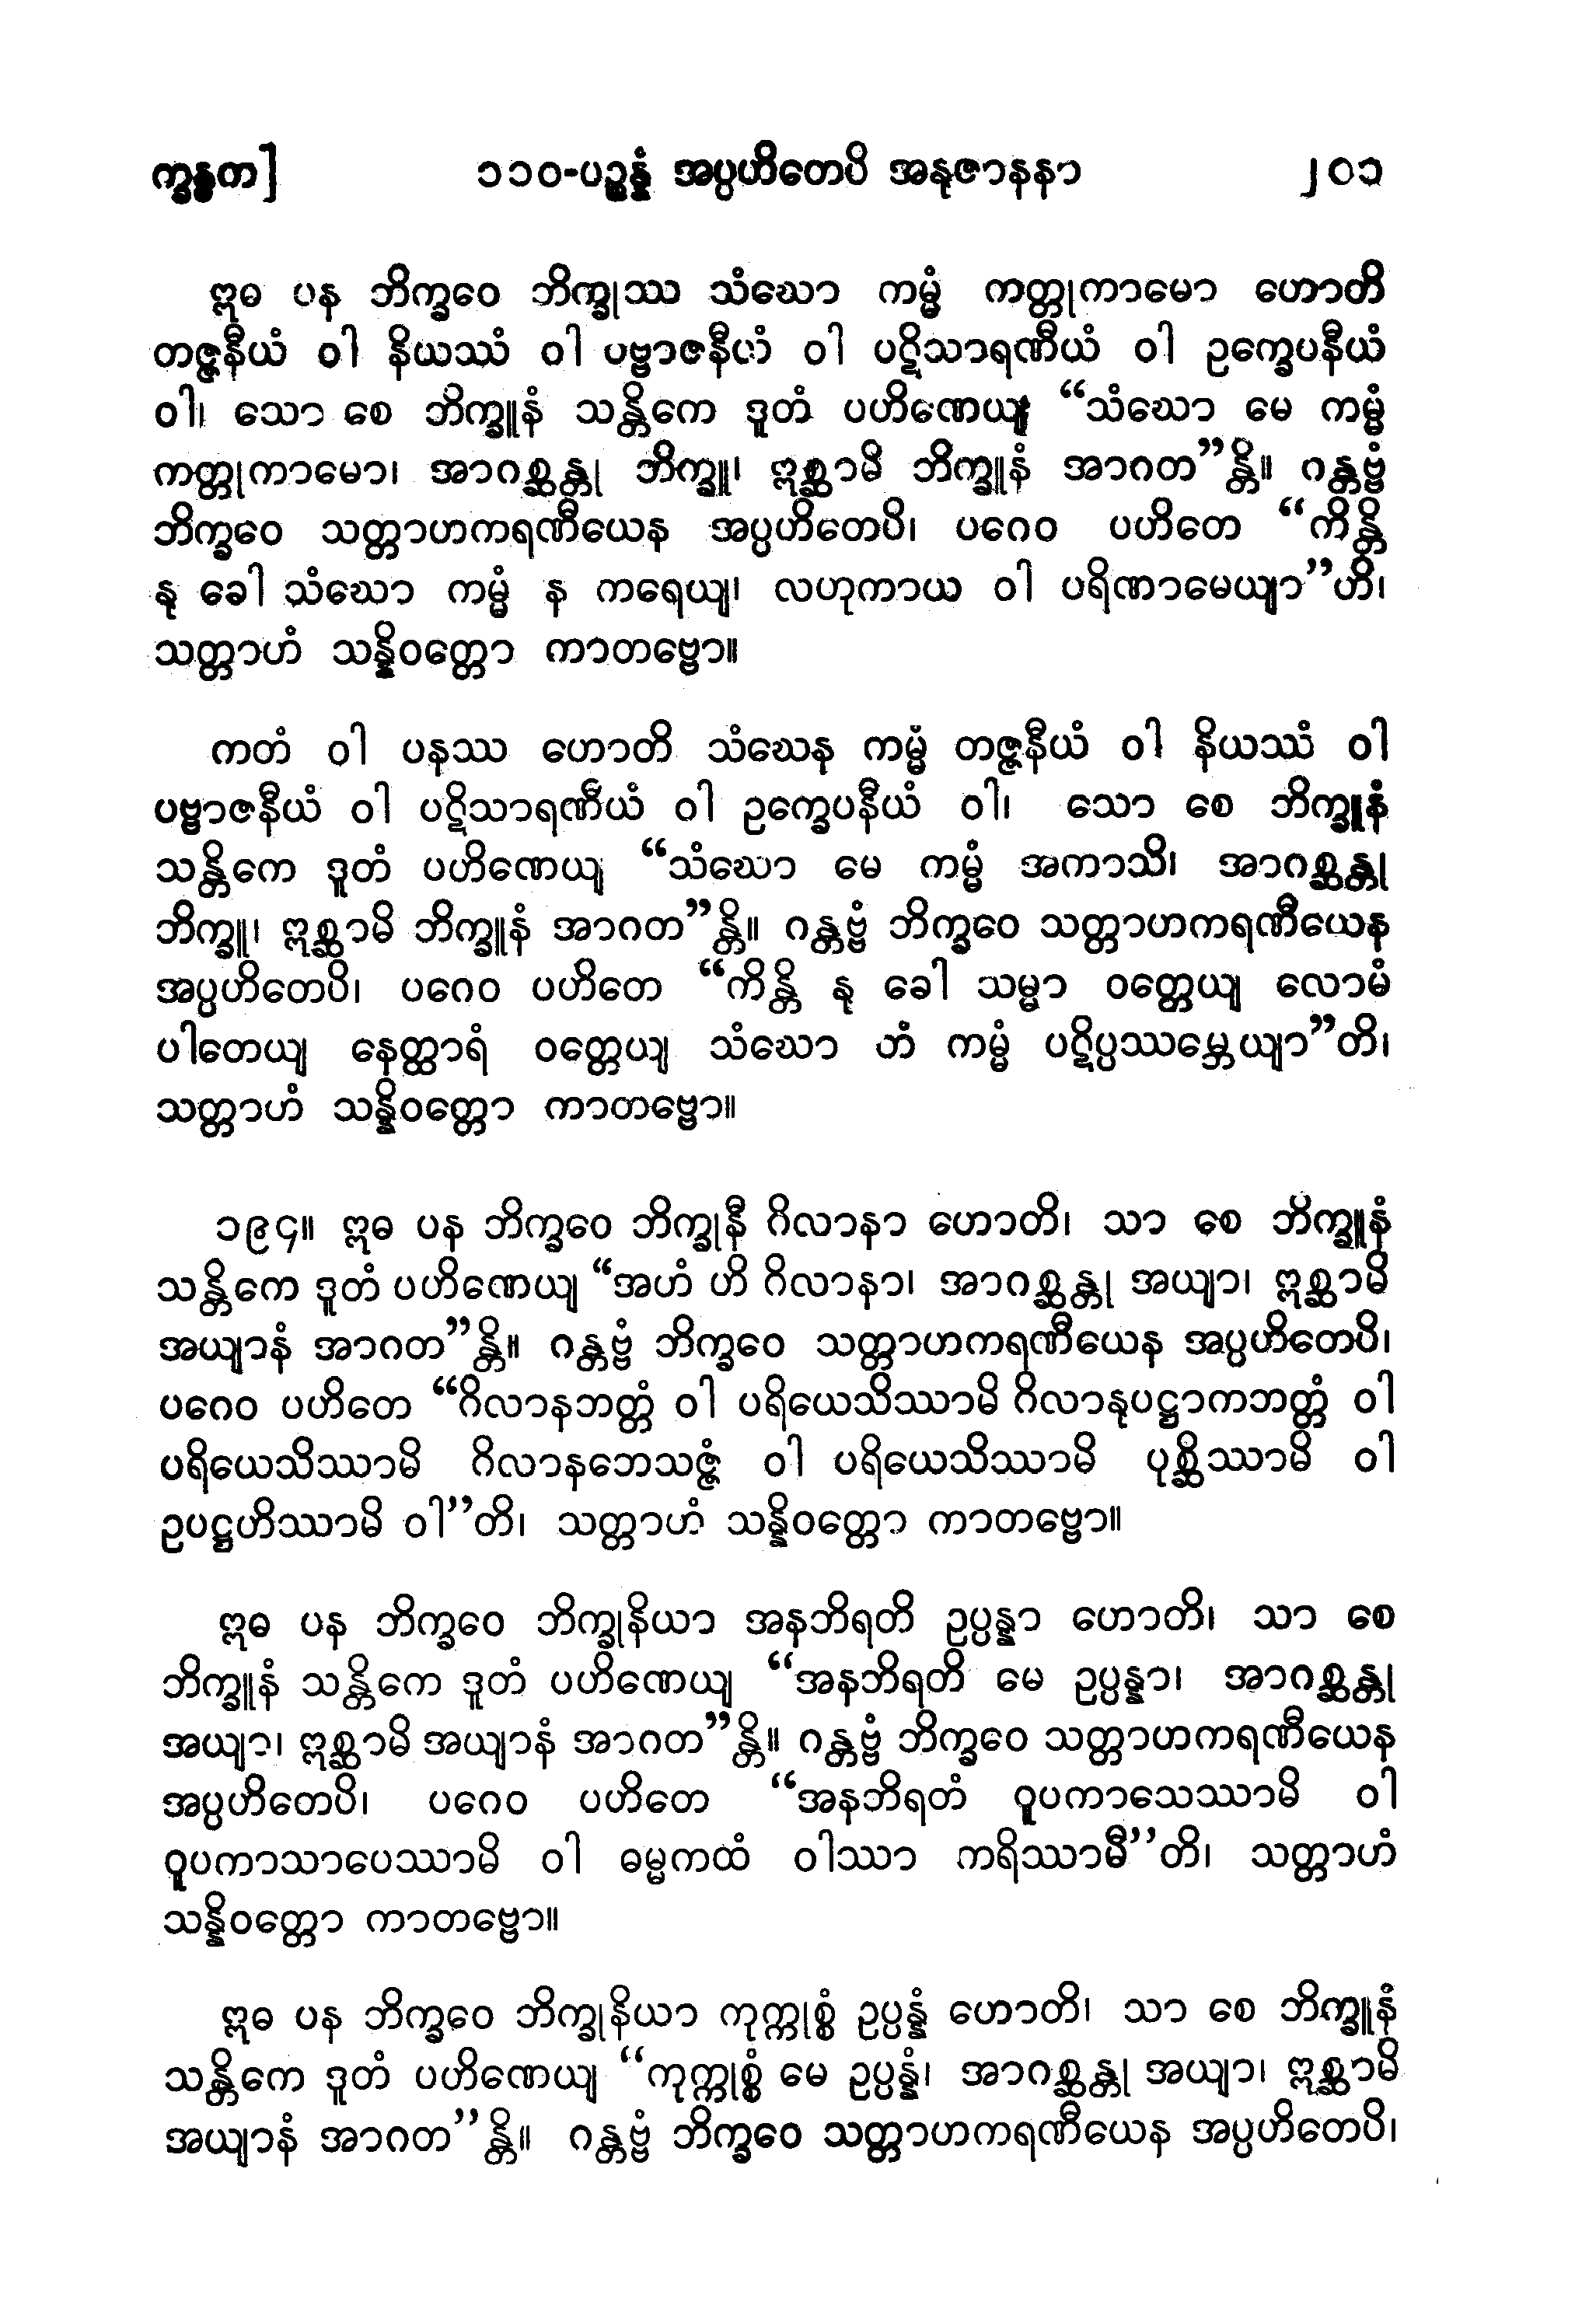 က္ခန္ဓက]	၁၁၀-ပဉ္စန္နံ အပ္ပဟိတေပိ အနုဇာနနာ	၂၀၁
ဣဓ ပန ဘိက္ခဝေ ဘိက္ခုဿ သံဃော ကမ္မံ ကတ္တုကာမော ဟောတိ
တဇ္ဇနီယံ ဝါ နိယဿံ ဝါ ပဗ္ဗာဇနီယံ ဝါ ပဋိသာရဏီယံ ဝါ ဥက္ခေပနီယံ
ဝါ၊ သော စေ ဘိက္ခူနံ သန္တိကေ ဒူတံ ပဟိဏေယျ “သံဃော မေ ကမ္မံ
ကတ္တုကာမော၊ အာဂစ္ဆန္တု ဘိက္ခူ၊ ဣစ္ဆာမိ ဘိက္ခူနံ အာဂတ”န္တိ။ ဂန္တဗ္ဗံ
ဘိက္ခဝေ သတ္တာဟကရဏီယေန အပ္ပဟိတေပိ၊ ပဂေဝ ပဟိတေ “ကိန္တိ
နု ခေါ သံဃော ကမ္မံ န ကရေယျ၊ လဟုကာယ ဝါ ပရိဏာမေယျာ”ဟိ၊
သတ္တာဟံ သန္နိဝတ္တော ကာတဗ္ဗော။
ကတံ ဝါ ပနဿ ဟောတိ သံဃေန ကမ္မံ တဇ္ဇနီယံ ဝါ နိယဿံ ဝါ
ပဗ္ဗာဇနီယံ ဝါ ပဋိသာရဏီယံ ဝါ ဥက္ခေပနီယံ ဝါ၊ သော စေ ဘိက္ခူနံ
သန္တိကေ ဒူတံ ပဟိဏေယျ “သံဃော မေ ကမ္မံ အကာသိ၊ အာဂစ္ဆန္တု
ဘိက္ခူ၊ ဣစ္ဆာမိ ဘိက္ခူနံ အာဂတ”န္တိ။ ဂန္တဗ္ဗံ ဘိက္ခဝေ သတ္တာဟကရဏီယေန
အပ္ပဟိတေပိ၊ ပဂေဝ ပဟိတေ “ကိန္တိ နု ခေါ သမ္မာ ဝတ္တေယျ လောမံ
ပါတေယျ နေတ္ထာရံ ဝတ္တေယျ သံဃော တံ ကမ္မံ ပဋိပ္ပဿမ္ဘေယျာ”တိ၊
သတ္တာဟံ သန္နိဝတ္တော ကာတဗ္ဗော။
၁၉၄။ ဣဓ ပန ဘိက္ခဝေ ဘိက္ခုနီ ဂိလာနာ ဟောတိ၊ သာ စေ ဘိက္ခူနံ
သန္တိကေ ဒူတံ ပဟိဏေယျ “အဟံ ဟိ ဂိလာနာ၊ အာဂစ္ဆန္တု အယျာ၊ ဣစ္ဆာမိ
အယျာနံ အာဂတ”န္တိ။ ဂန္တဗ္ဗံ ဘိက္ခဝေ သတ္တာဟကရဏီယေန အပ္ပဟိတေပိ၊
ပဂေဝ ပဟိတေ “ဂိလာနဘတ္တံ ဝါ ပရိယေသိဿာမိ ဂိလာနုပဋ္ဌာကဘတ္တံ ဝါ
ပရိယေသိဿာမိ ဂိလာနဘေသဇ္ဇံ ဝါ ပရိယေသိဿာမိ ပုစ္ဆိဿာမိ ဝါ
ဥပဋ္ဌဟိဿာမိ ဝါ”တိ၊ သတ္တာဟံ သန္နိဝတ္တော ကာတဗ္ဗော။
ဣဓ ပန ဘိက္ခဝေ ဘိက္ခုနိယာ အနဘိရတိ ဥပ္ပန္နာ ဟောတိ၊ သာ စေ
ဘိက္ခူနံ သန္တိကေ ဒူတံ ပဟိဏေယျ “အနဘိရတိ မေ ဥပ္ပန္နာ၊ အာဂစ္ဆန္တု
အယျာ၊ ဣစ္ဆာမိ အယျာနံ အာဂတ”န္တိ။ ဂန္တဗ္ဗံ ဘိက္ခဝေ သတ္တာဟကရဏီယေန
အပ္ပဟိတေပိ၊ ပဂေဝ ပဟိတေ “အနဘိရတံ ဝူပကာသေဿာမိ ဝါ
ဝူပကာသာပေဿာမိ ဝါ ဓမ္မကထံ ဝါဿာ ကရိဿာမီ”တိ၊ သတ္တာဟံ
သန္နိဝတ္တော ကာတဗ္ဗော။
ဣဓ ပန ဘိက္ခဝေ ဘိက္ခုနိယာ ကုက္ကုစ္စံ ဥပ္ပန္နံ ဟောတိ၊ သာ စေ ဘိက္ခူနံ
သန္တိကေ ဒူတံ ပဟိဏေယျ “ကုက္ကုစ္စံ မေ ဥပ္ပန္နံ၊ အာဂစ္ဆန္တု အယျာ၊ ဣစ္ဆာမိ
အယျာနံ အာဂတ”န္တိ။ ဂန္တဗ္ဗံ ဘိက္ခဝေ သတ္တာဟကရဏီယေန အပ္ပဟိတေပိ၊